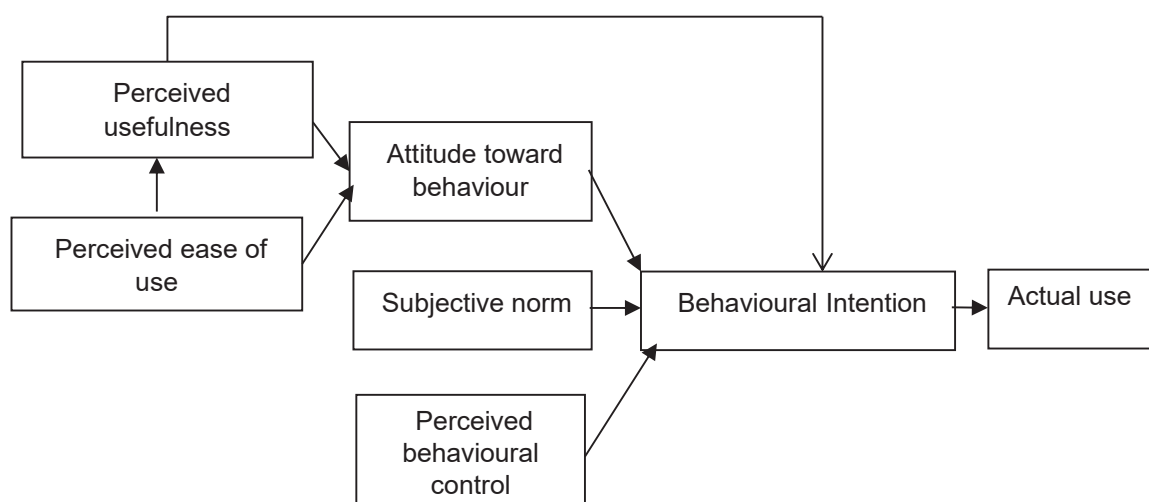 Perceived
usefulness
Attitude toward
behaviour
Perceived ease of
use
Subjective norm
Behavioural Intention
Actual use
Perceived
behavioural
control